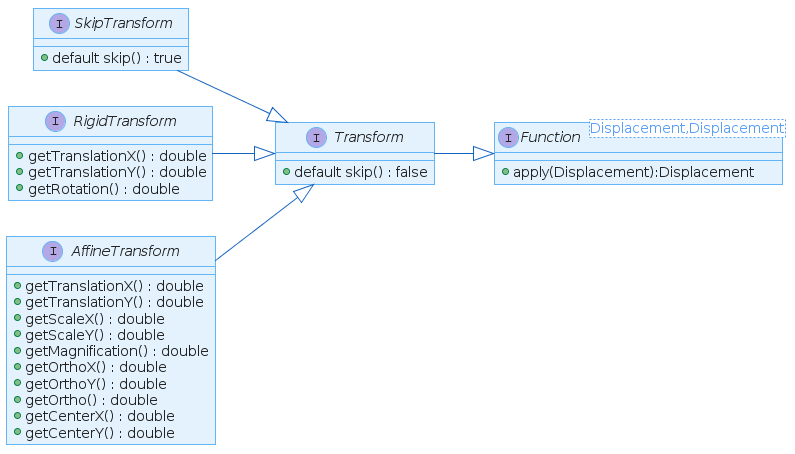 I SkipTransform
default skip() : true
I RigidTransform
getTranslationX() : double
getTranslationY() : double
getRotation() : double
I AffineTransform
getTranslationX() : double
getTranslationY() : double
getScaleX() : double
getScaleY() : double
getMagnification() : double
getOrthoX() : double
getOrthoY() : double
getOrtho() : double
getCenterX() : double
getCenterY() : double
I Transform
default skip() : false
I Function
Displacement,Displacement
apply(Displacement):Displacement